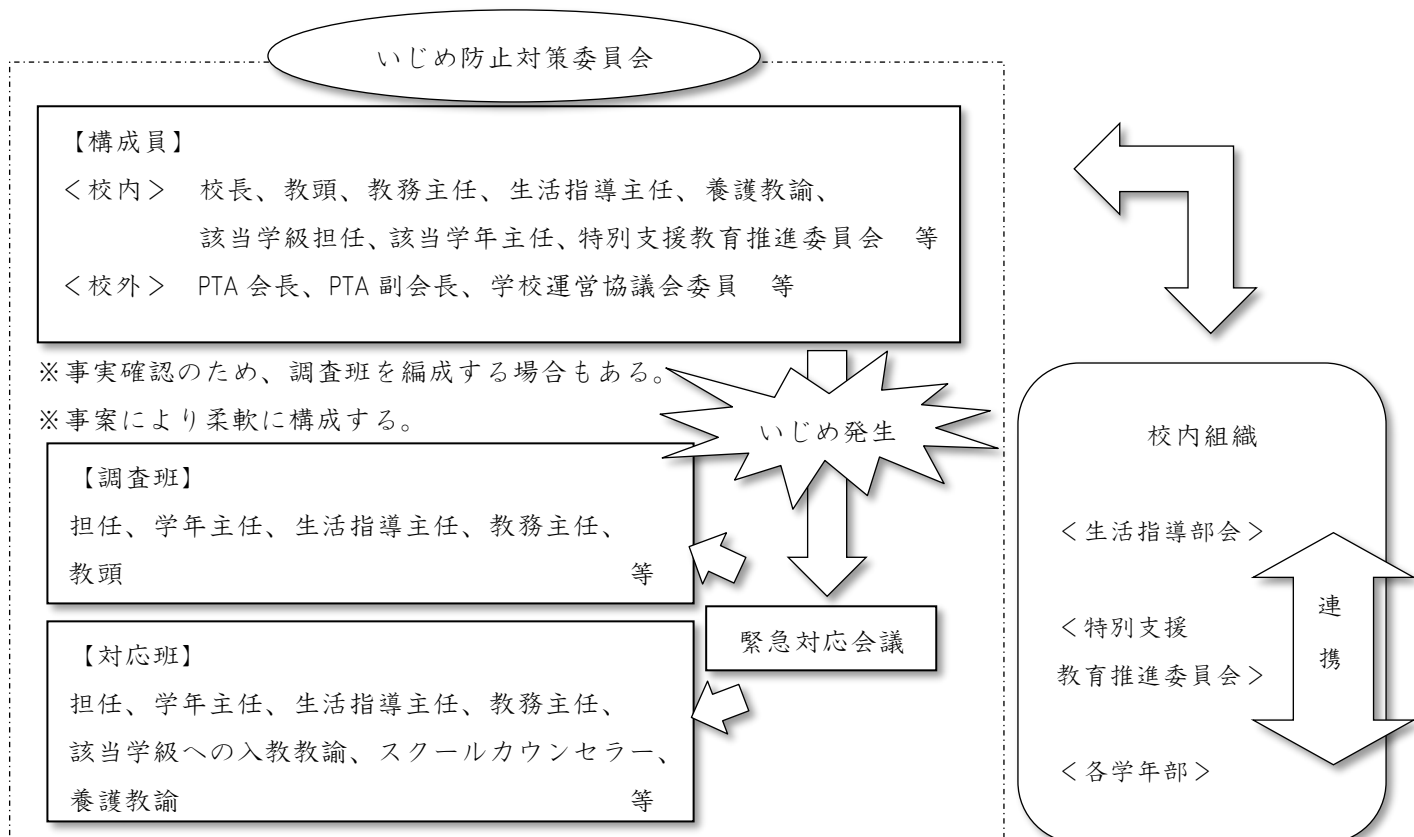 いじめ防止対策委員会
【構成員】
<校内> 校長、教頭、教務主任、生活指導主任、養護教諭、
該当学級担任、該当学年主任、特別支援教育推進委員会 等
<校外> PTA 会長、PTA 副会長、学校運営協議会委員 等
※事実確認のため、調査班を編成する場合もある。
※事案により柔軟に構成する。
いじめ発生
【調査班】
担任、学年主任、生活指導主任、教務主任、
教頭 等
緊急対応会議
【対応班】
担任、学年主任、生活指導主任、教務主任、
該当学級への入教教諭、スクールカウンセラー、
養護教諭 等
校内組織
<生活指導部会>
<特別支援
教育推進委員会>
<各学年部>
連
携